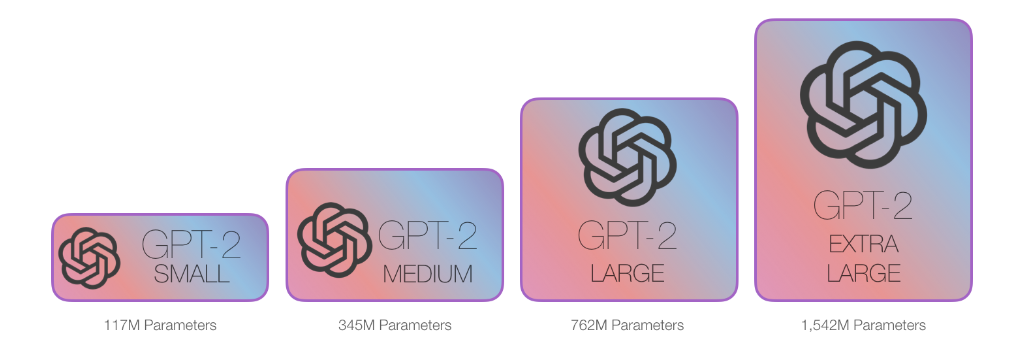 GPT-2
SMALL
117M Parameters
GPT-2
MEDIUM
345M Parameters
GPT-2
LARGE
762M Parameters
GPT-2
EXTRA
LARGE
1,542M Parameters